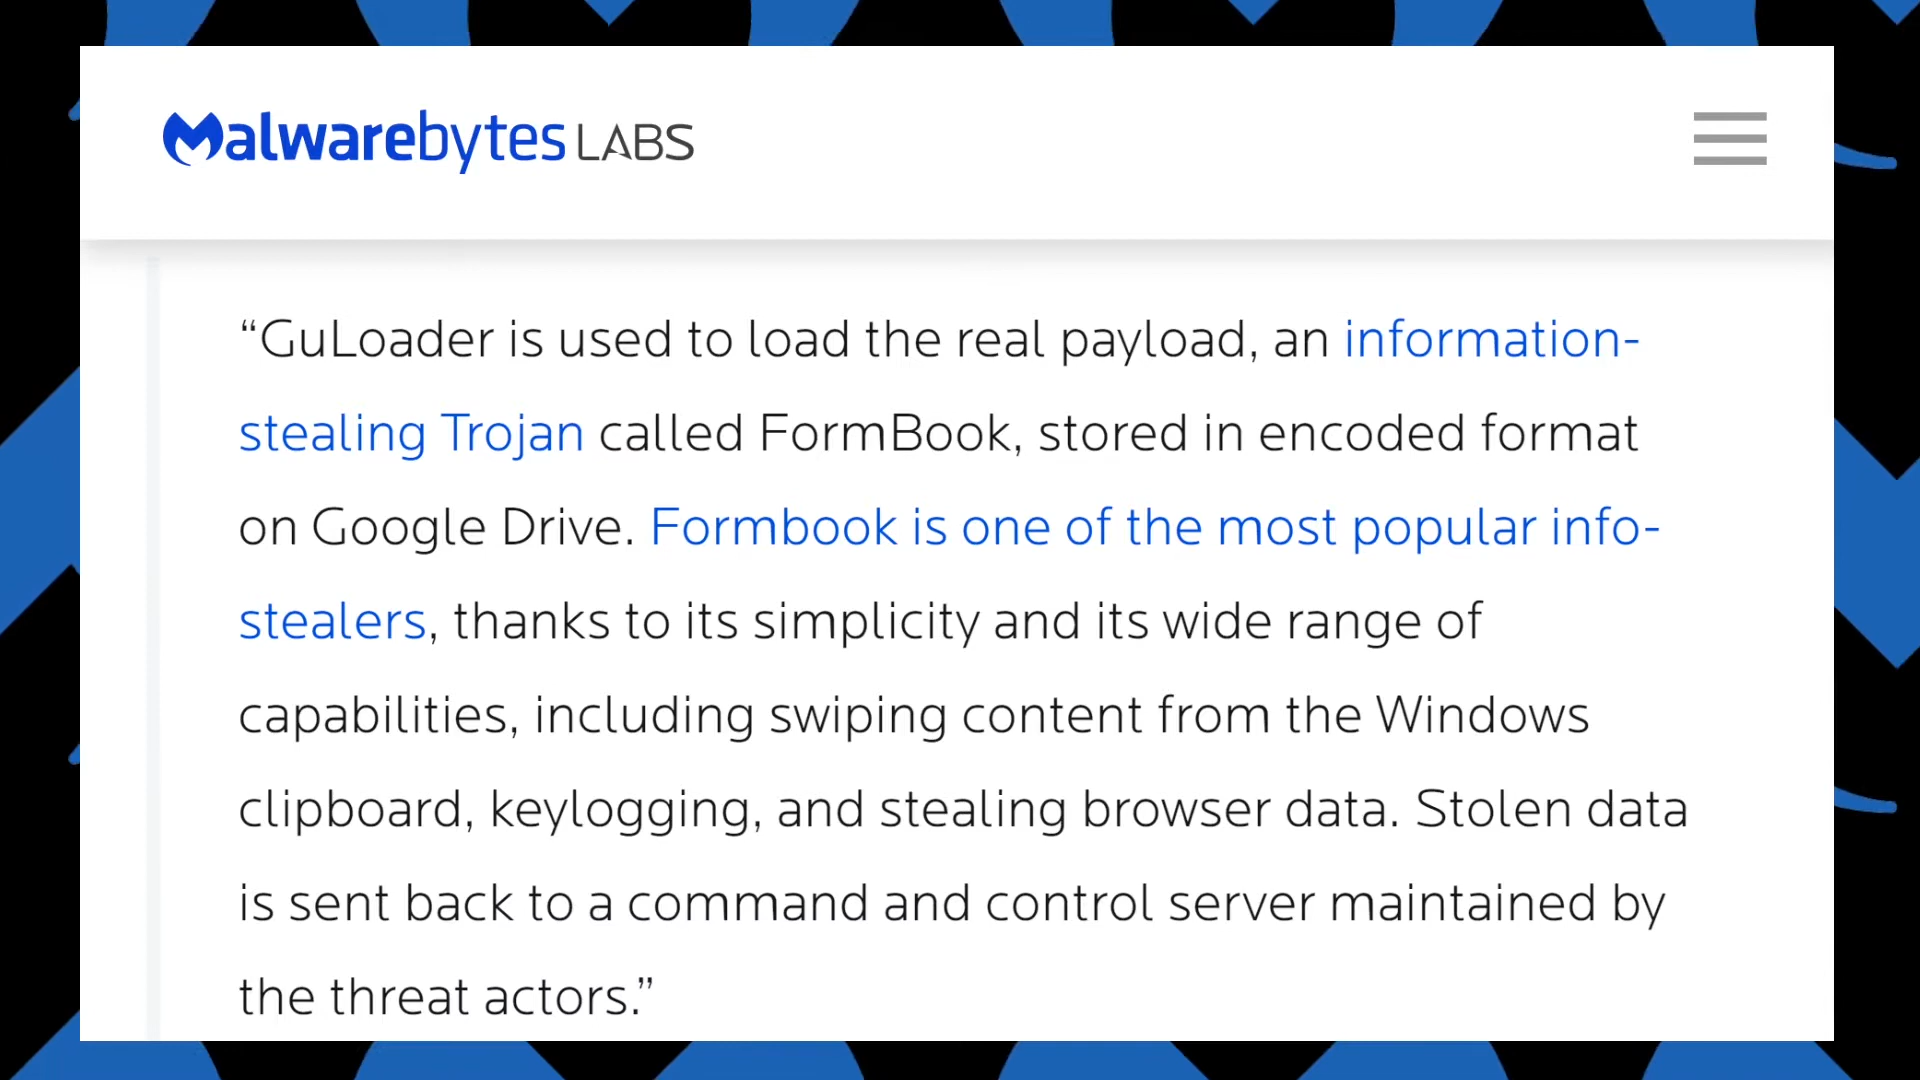 Malwarebytes LABS
“GuLoader is used to load the real payload, an information-
stealing Trojan called FormBook, stored in encoded format
on Google Drive. Formbook is one of the most popular info-
stealers, thanks to its simplicity and its wide range of
capabilities, including swiping content from the Windows
clipboard, keylogging, and stealing browser data. Stolen data
is sent back to a command and control server maintained by
the threat actors.”